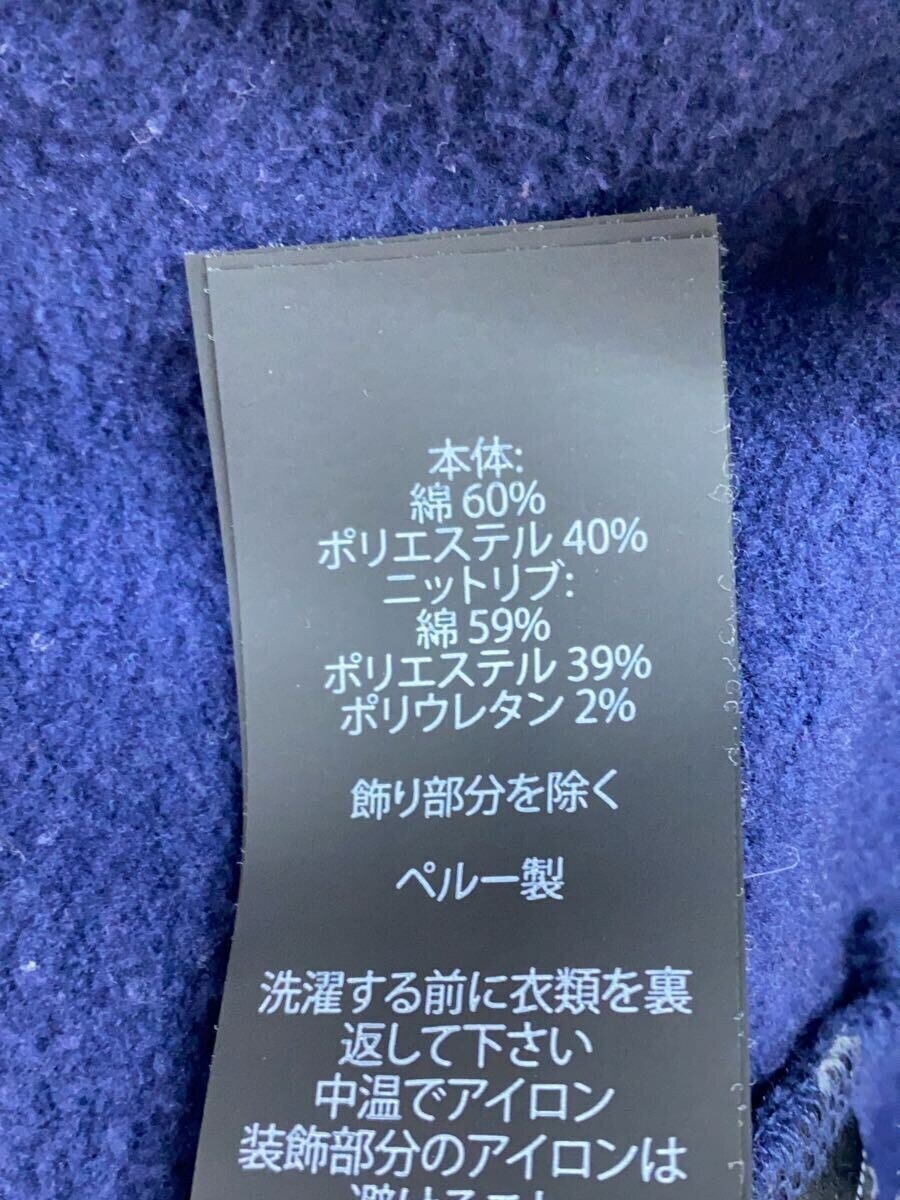 本体:
綿 60%
ポリエステル 40%
ニットリブ:
綿 59%
ポリエステル 39%
ポリウレタン 2%
飾り部分を除く
ペルー製
洗濯する前に衣類を裏
返して下さい
中温でアイロン
装飾部分のアイロンは